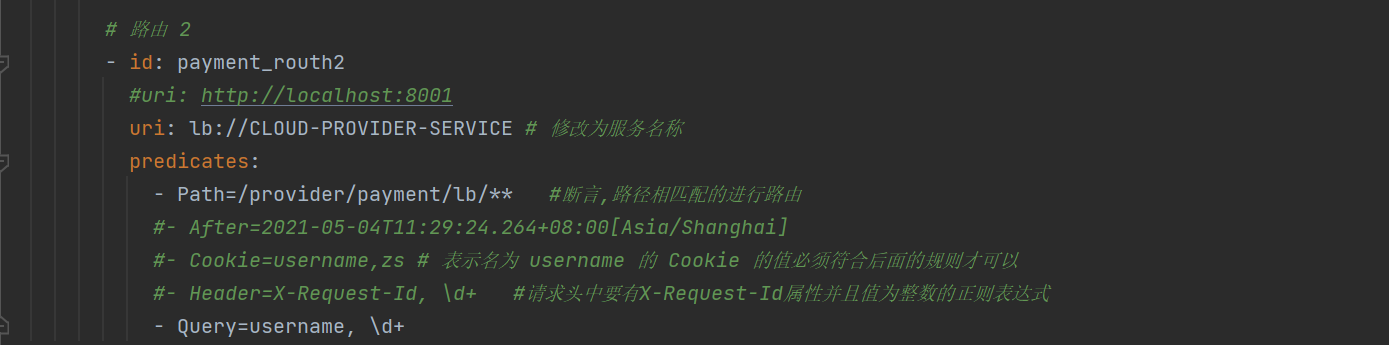 # 路由 2
- id: payment_routh2
#uri: http://localhost:8001
uri: lb://CLOUD-PROVIDER-SERVICE # 修改为服务名称
predicates:
- Path=/provider/payment/lb/** #断言,路径相匹配的进行路由
#- After=2021-05-04T11:29:24.264+08:00[Asia/Shanghai]
#- Cookie=username,zs # 表示名为 username 的 Cookie 的值必须符合后面的规则才可以
#- Header=X-Request-Id, \d+ #请求头中要有X-Request-Id属性并且值为整数的正则表达式
- Query=username, \d+